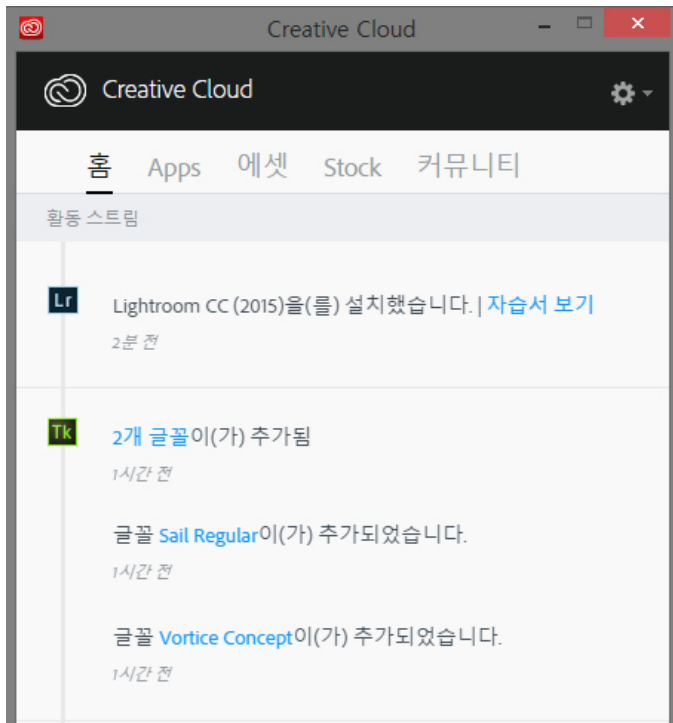 Creative Cloud
Creative Cloud
홈 Apps 에셋 Stock 커뮤니티
활동 스트림
Lr Lightroom CC (2015)을(를) 설치했습니다. | 자습서 보기
2분 전
Tk 2개 글꼴이(가) 추가됨
1시간 전
글꼴 Sail Regular이(가) 추가되었습니다.
1시간 전
글꼴 Vortice Concept이(가) 추가되었습니다.
1시간 전